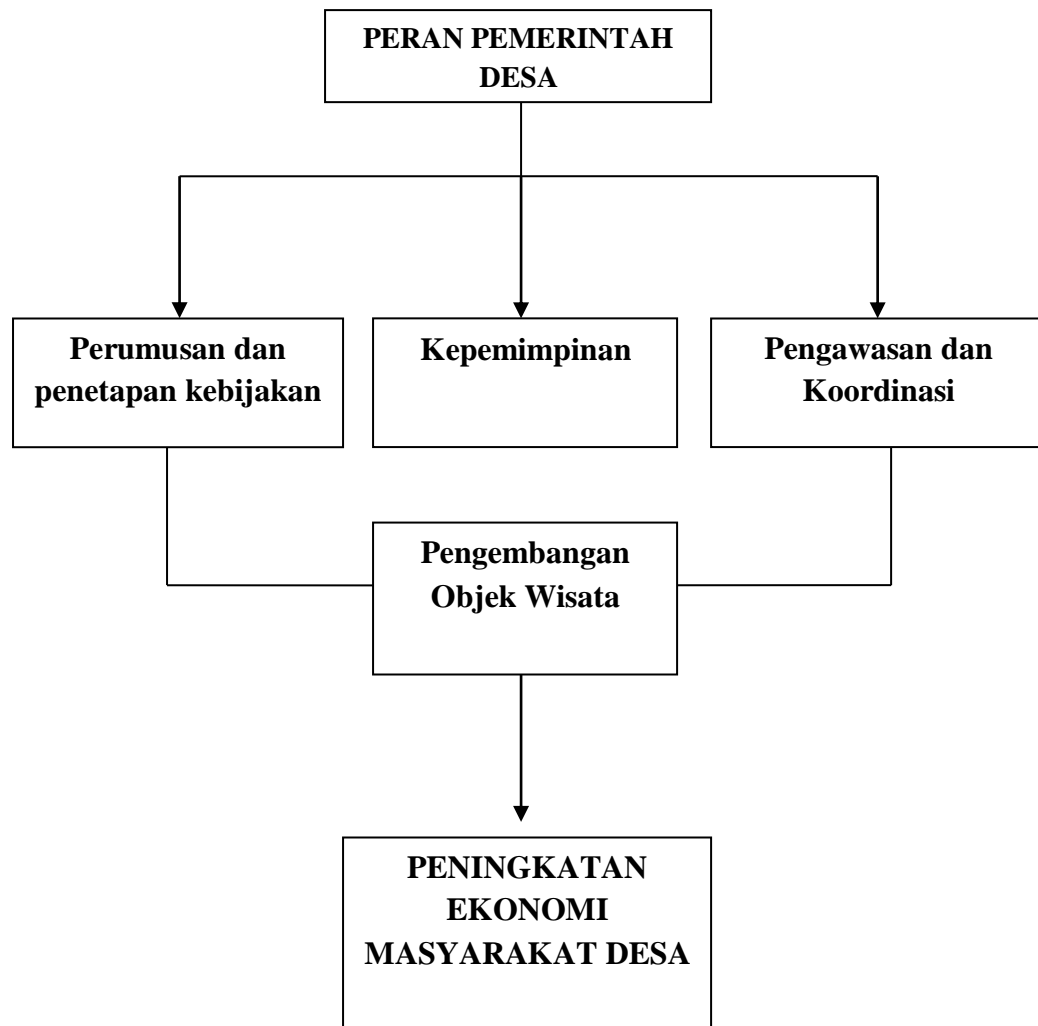 PERAN PEMERINTAH
DESA
Perumusan dan
penetapan kebijakan
Kepemimpinan
Pengawasan dan
Koordinasi
Pengembangan
Objek Wisata
PENINGKATAN
EKONOMI
MASYARAKAT DESA